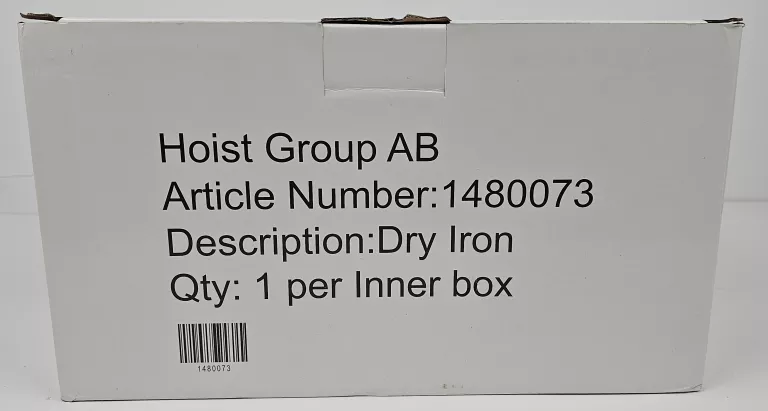 Hoist Group AB
Article Number:1480073
Description:Dry Iron
Qty: 1 per Inner box
1480073